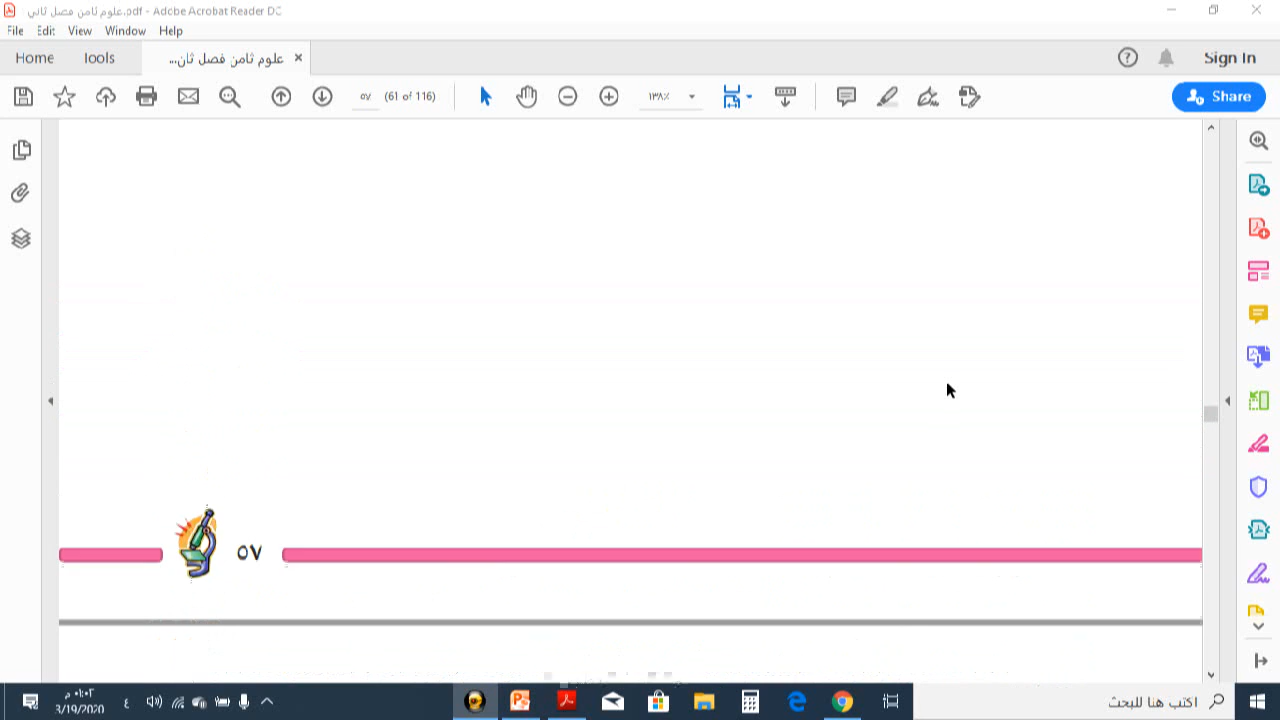 علوم ثامن فصل ثاني.pdf - Adobe Acrobat Reader DC
File Edit View Window Help
Home Tools علوم ثامن فصل ثان... Sign In
٥٧ (61 of 116) ١٣٨٪ Share
٥٧
٠١:٠٢ م
3/19/2020
ع
اكتب هنا للبحث